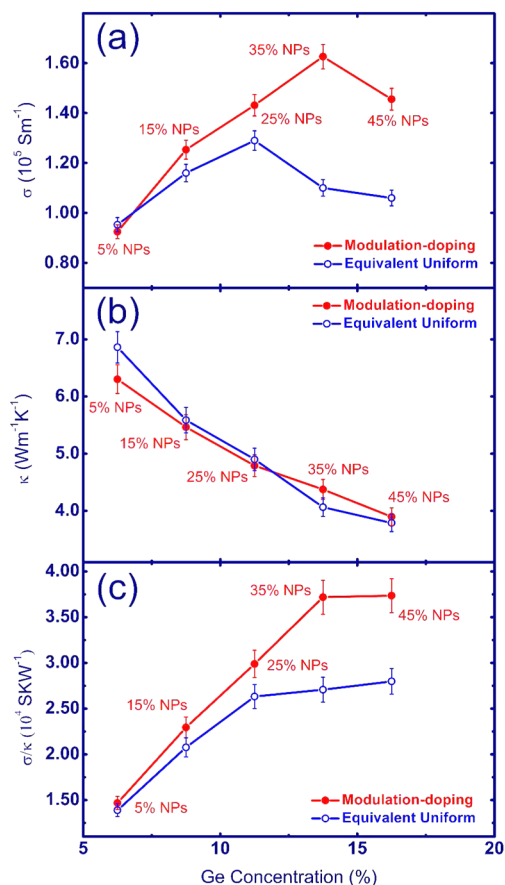 (a)
1.60
1.40
1.20
1.00
0.80
σ (10⁵ Sm⁻¹)
35% NPs
15% NPs
25% NPs
45% NPs
5% NPs
Modulation-doping
Equivalent Uniform
(b)
7.0
6.0
5.0
4.0
κ (Wm⁻¹K⁻¹)
Modulation-doping
Equivalent Uniform
5% NPs
15% NPs
25% NPs
35% NPs
45% NPs
(c)
4.00
3.75
3.00
2.50
2.00
1.50
σ/κ (10⁴ SKW⁻¹)
35% NPs
45% NPs
25% NPs
15% NPs
5% NPs
Modulation-doping
Equivalent Uniform
5
10
15
20
Ge Concentration (%)